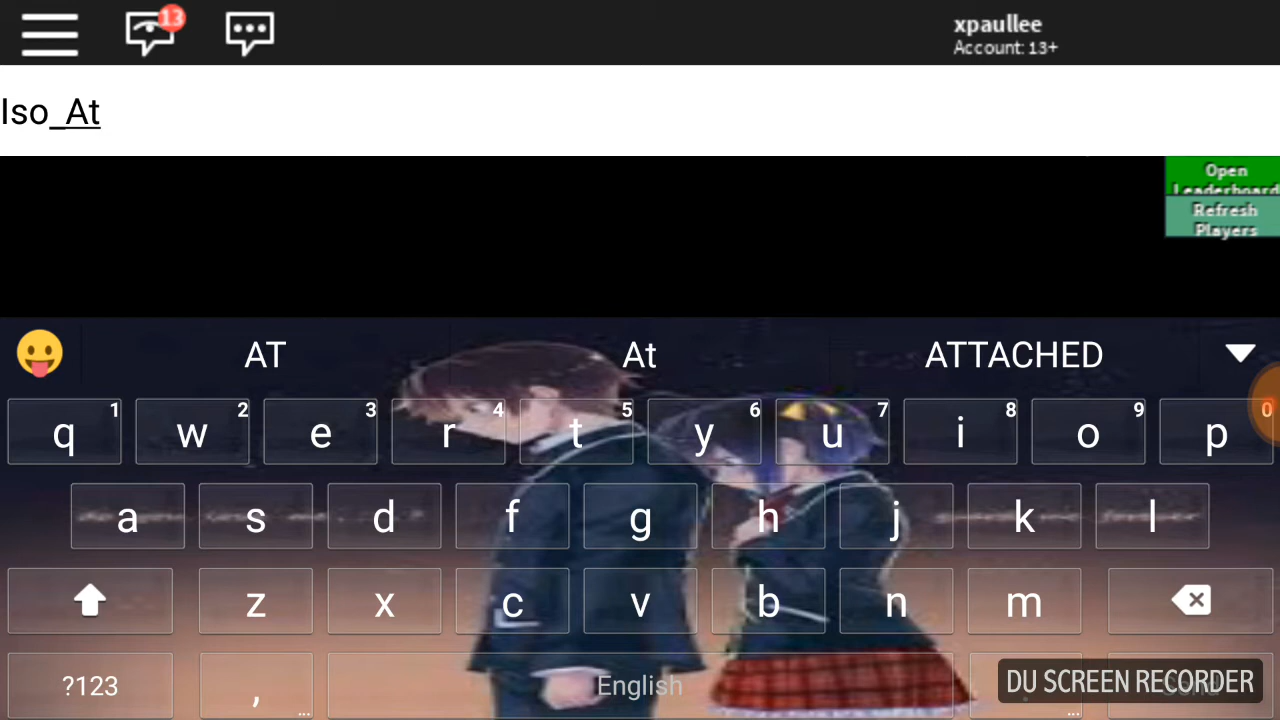 13
xpaullee
Account: 13+
Iso_At
Open
Leaderboard
Refresh
Players
AT At ATTACHED
q 1 w 2 e 3 r 4 t 5 y 6 u 7 i 8 o 9 p 0
a s d f g h j k l
z x c v b n m
?123 , ... English ...
DU SCREEN RECORDER